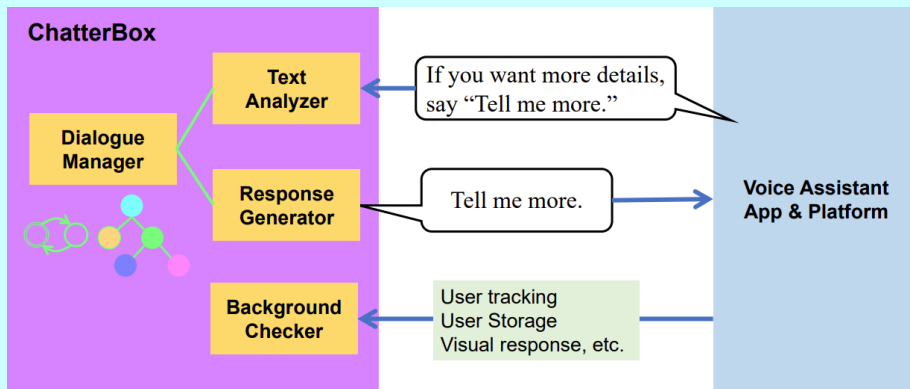 ChatterBox
Text
Analyzer
If you want more details,
say “Tell me more.”
Dialogue
Manager
Response
Generator
Tell me more.
Voice Assistant
App & Platform
Background
Checker
User tracking
User Storage
Visual response, etc.